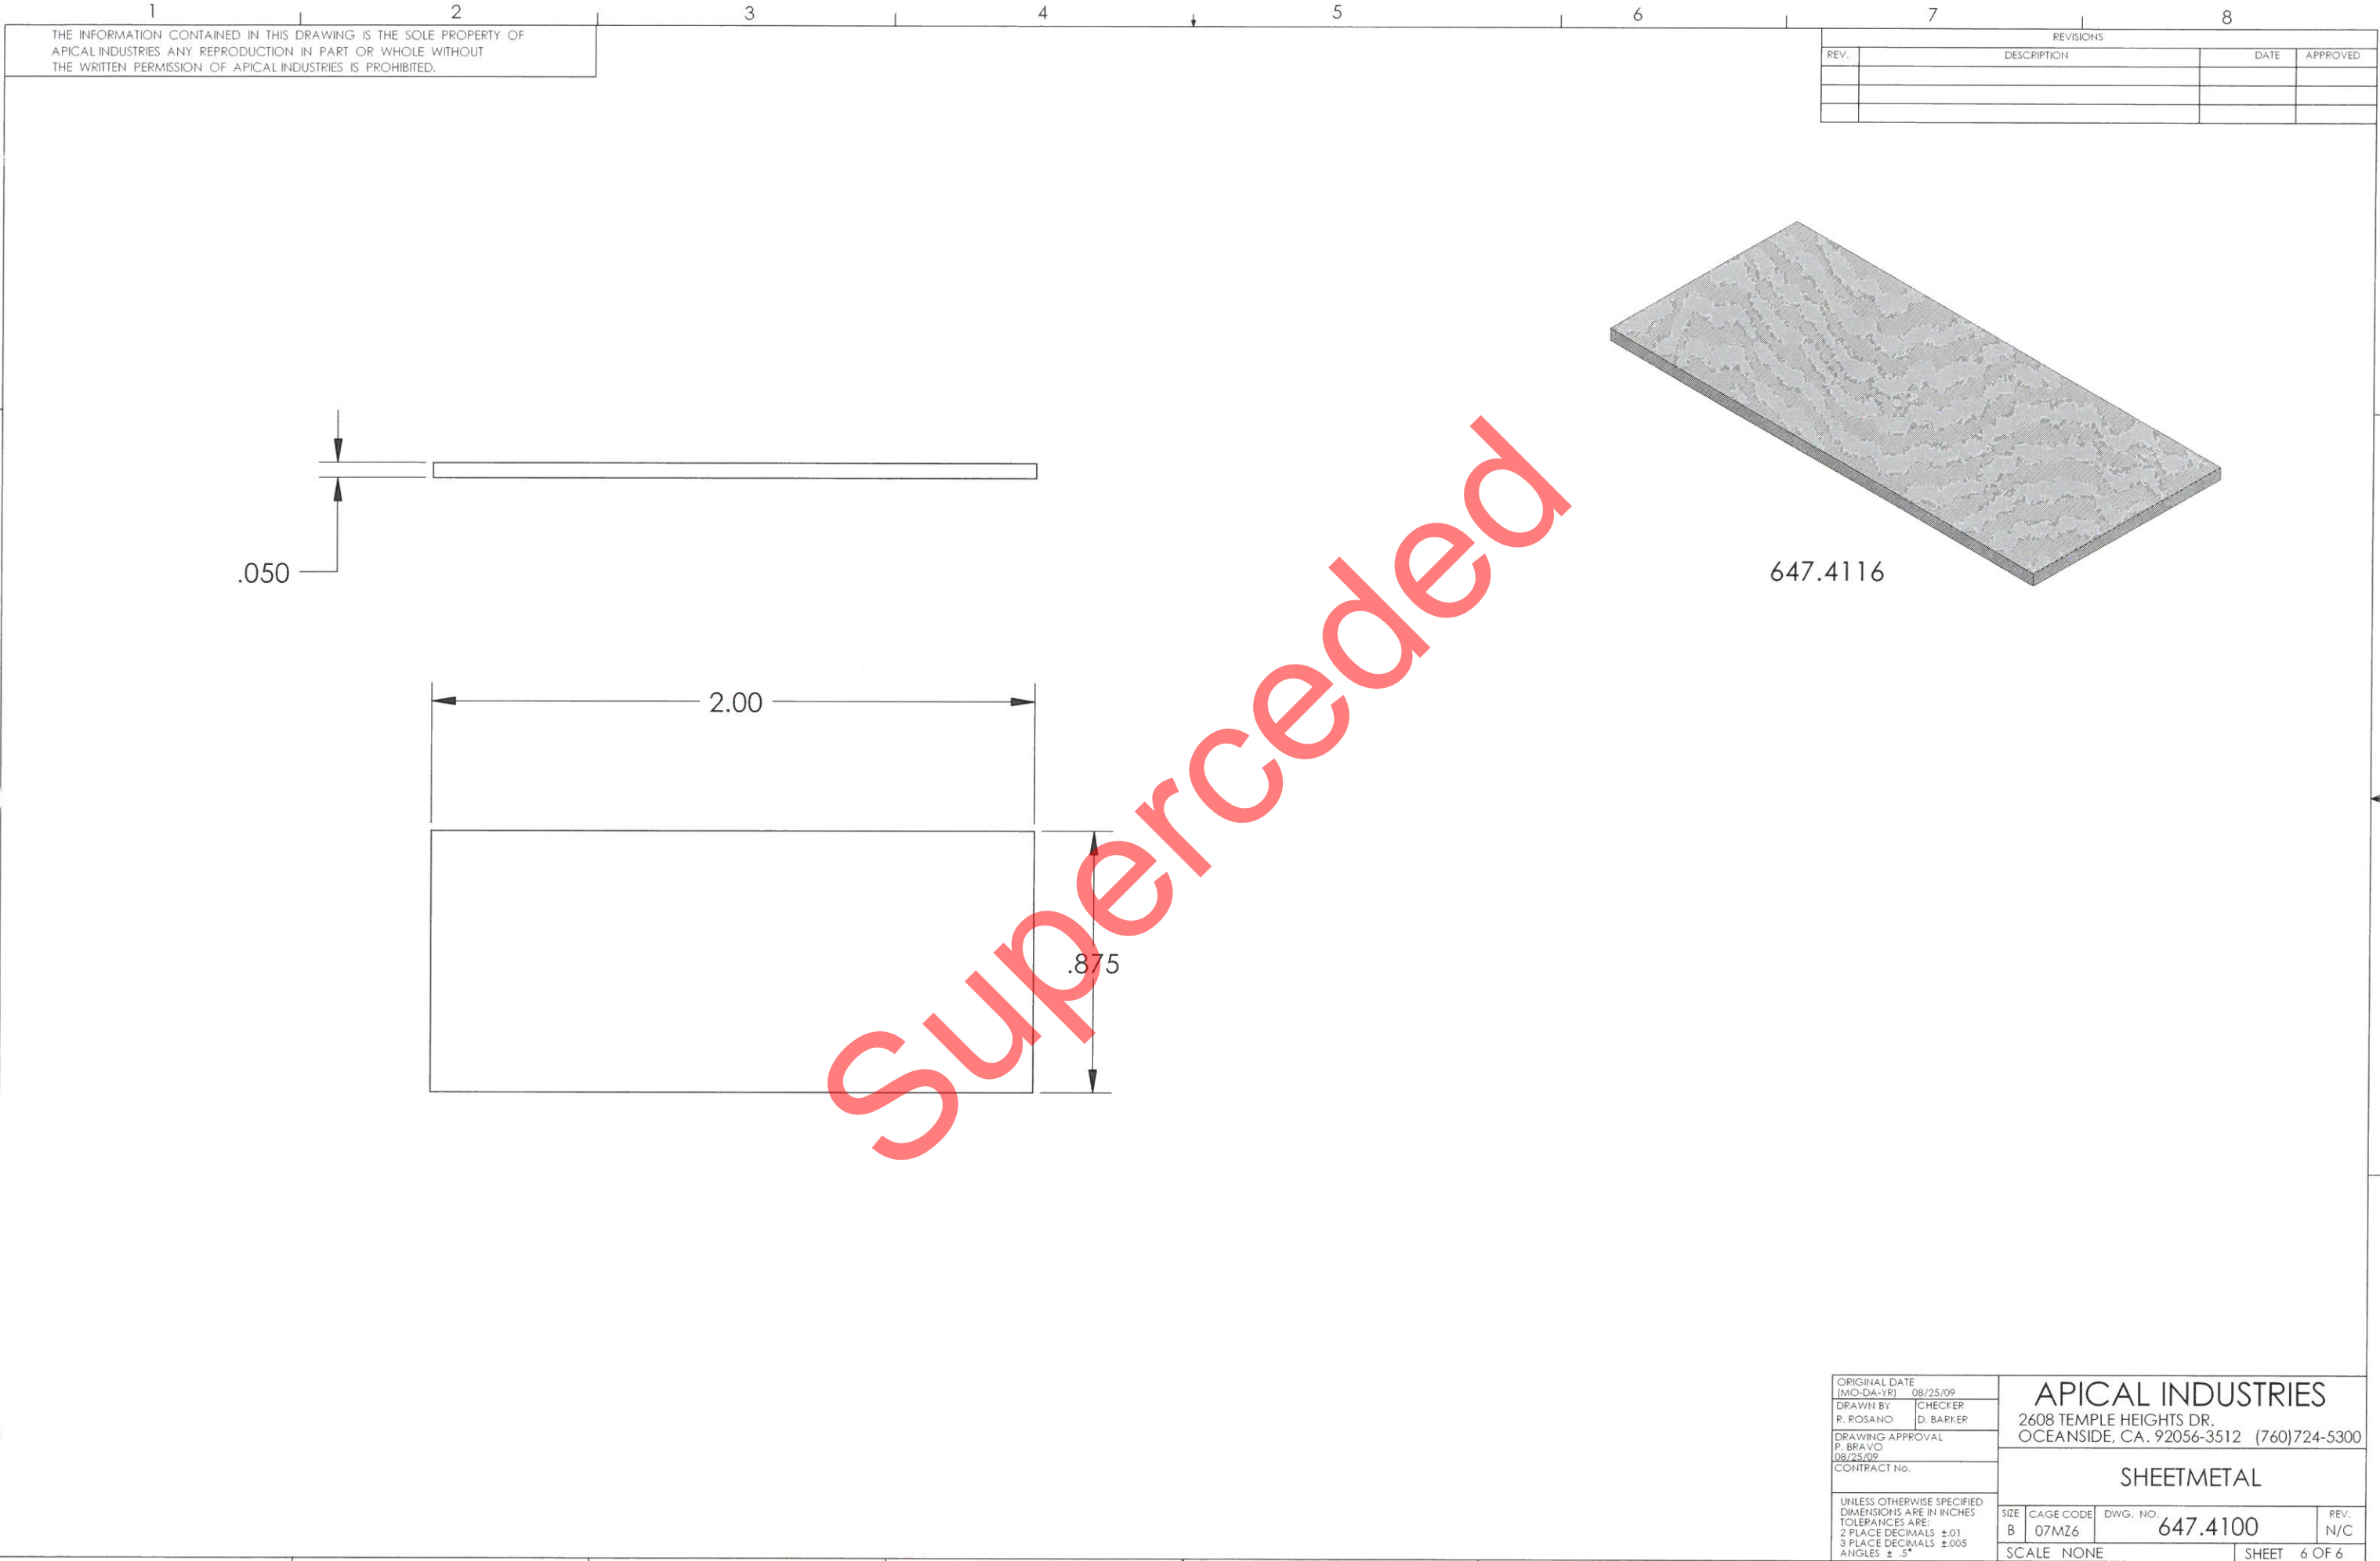 1 2 3 4 5 6 7 8
THE INFORMATION CONTAINED IN THIS DRAWING IS THE SOLE PROPERTY OF
APICAL INDUSTRIES ANY REPRODUCTION IN PART OR WHOLE WITHOUT
THE WRITTEN PERMISSION OF APICAL INDUSTRIES IS PROHIBITED.
REVISIONS
REV. DESCRIPTION DATE APPROVED
.050
647.4116
2.00
.875
Superceded
ORIGINAL DATE
(MO-DA-YR) 08/25/09
DRAWN BY CHECKER
R. ROSANO D. BARKER
DRAWING APPROVAL
P. BRAVO
08/25/09
CONTRACT No.
UNLESS OTHERWISE SPECIFIED
DIMENSIONS ARE IN INCHES
TOLERANCES ARE:
2 PLACE DECIMALS ±.01
3 PLACE DECIMALS ±.005
ANGLES ± .5°
APICAL INDUSTRIES
2608 TEMPLE HEIGHTS DR.
OCEANSIDE, CA. 92056-3512 (760)724-5300
SHEETMETAL
SIZE CAGE CODE DWG. NO. REV.
B 07MZ6 647.4100 N/C
SCALE NONE SHEET 6 OF 6